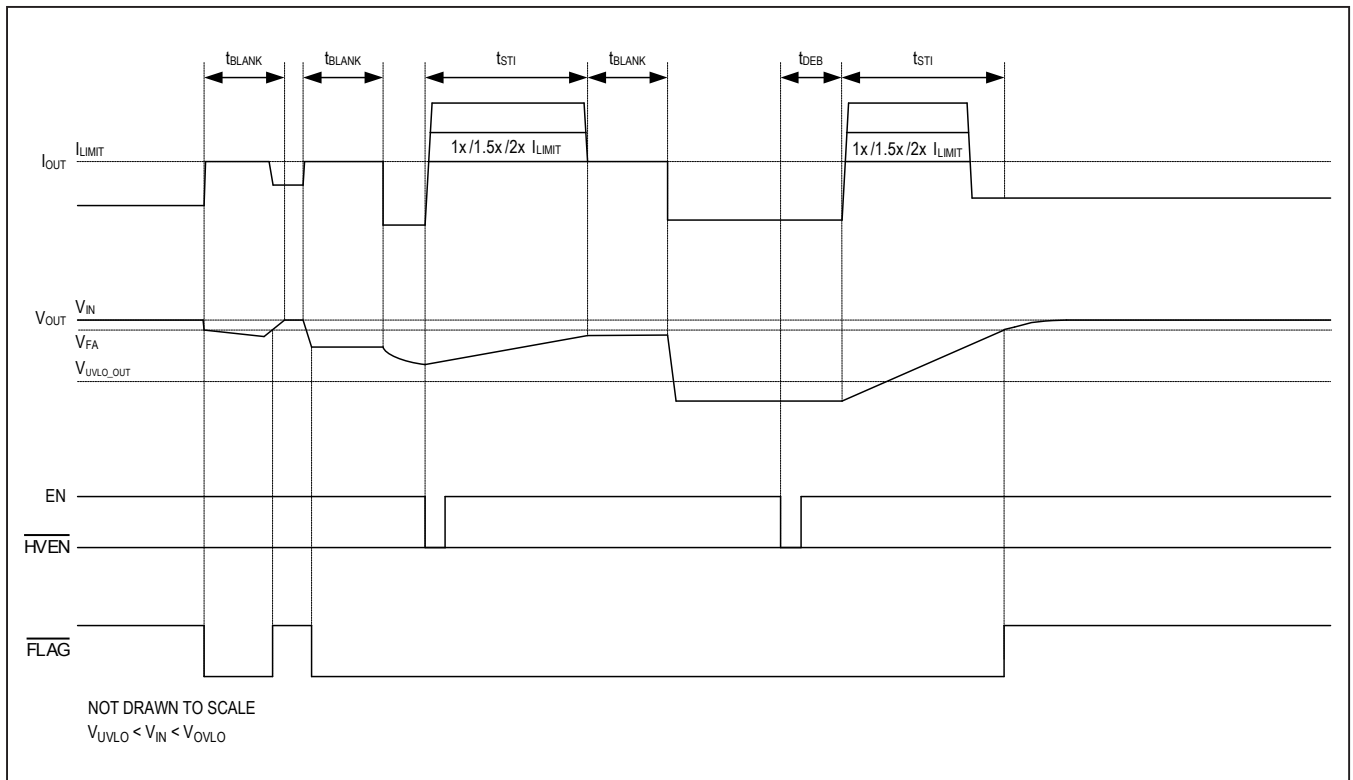 tBLANK tBLANK tSTI tBLANK tDEB tSTI
ILIMIT
IOUT
1x/1.5x/2x ILIMIT 1x/1.5x/2x ILIMIT
VIN
VOUT
VFA
VUVLO_OUT
EN
HVEN
FLAG
NOT DRAWN TO SCALE
VUVLO < VIN < VOVLO